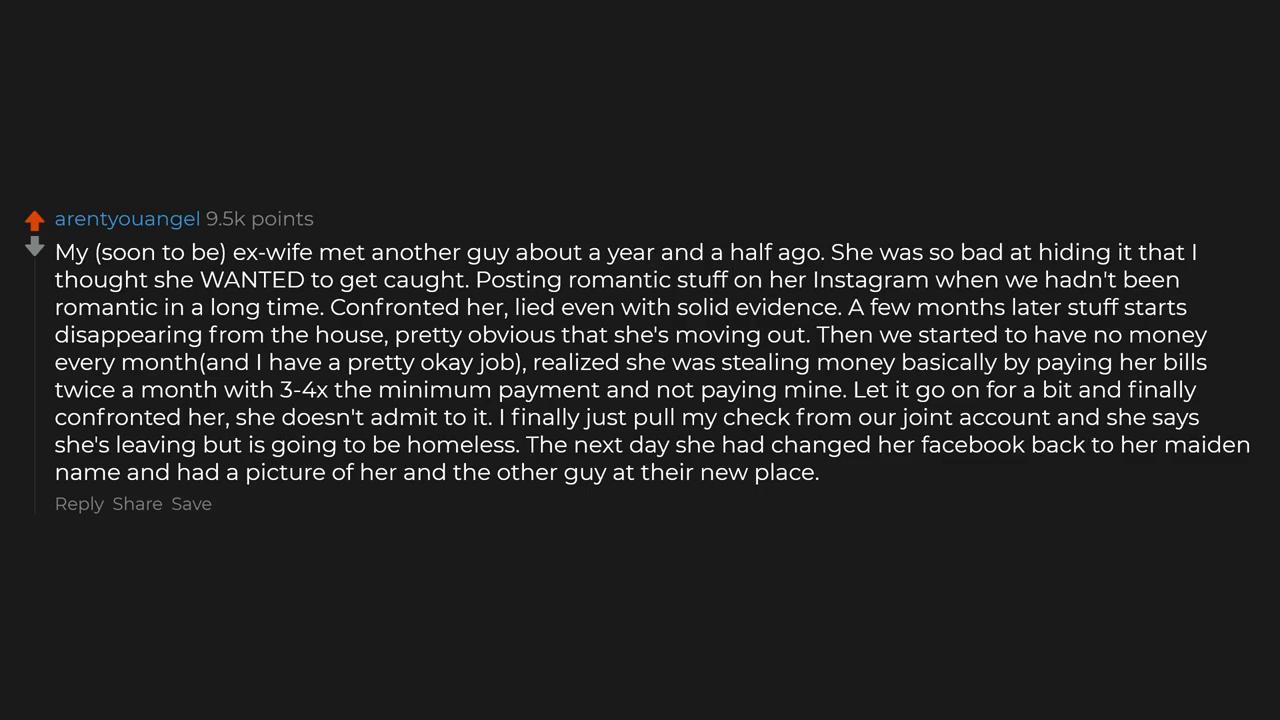 arentyouangel 9.5k points
My (soon to be) ex-wife met another guy about a year and a half ago. She was so bad at hiding it that I
thought she WANTED to get caught. Posting romantic stuff on her Instagram when we hadn't been
romantic in a long time. Confronted her, lied even with solid evidence. A few months later stuff starts
disappearing from the house, pretty obvious that she's moving out. Then we started to have no money
every month(and I have a pretty okay job), realized she was stealing money basically by paying her bills
twice a month with 3-4x the minimum payment and not paying mine. Let it go on for a bit and finally
confronted her, she doesn't admit to it. I finally just pull my check from our joint account and she says
she's leaving but is going to be homeless. The next day she had changed her facebook back to her maiden
name and had a picture of her and the other guy at their new place.
Reply Share Save